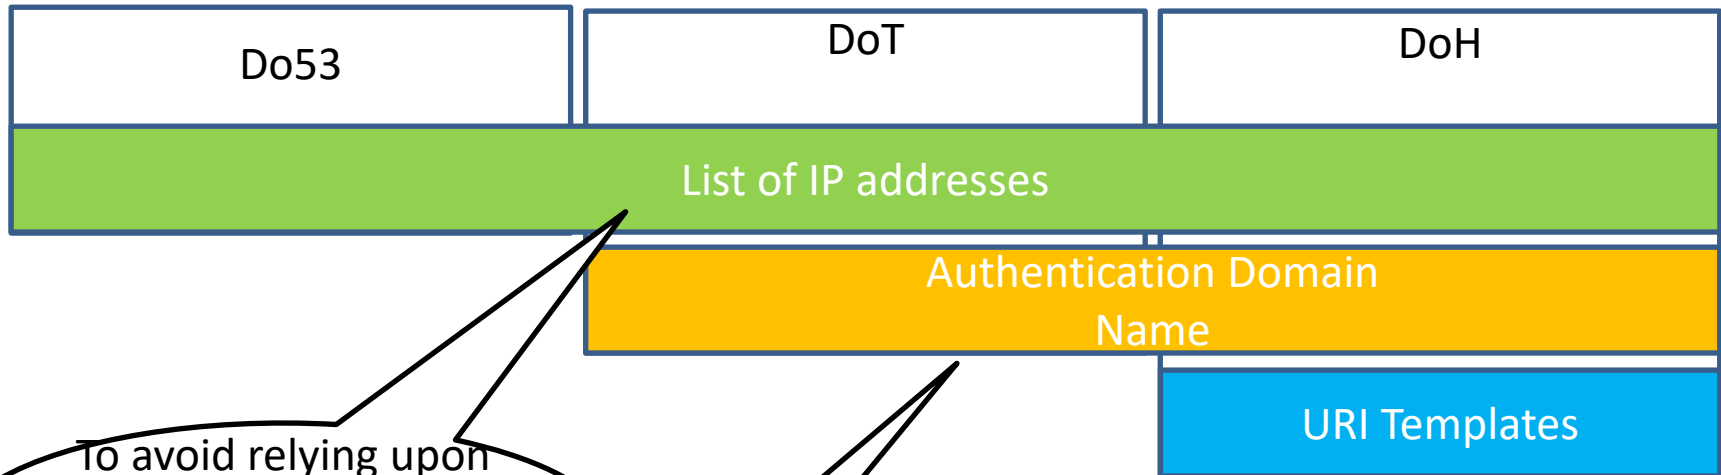 Do53
DoT
DoH
List of IP addresses
Authentication Domain
Name
URI Templates
To avoid relying upon